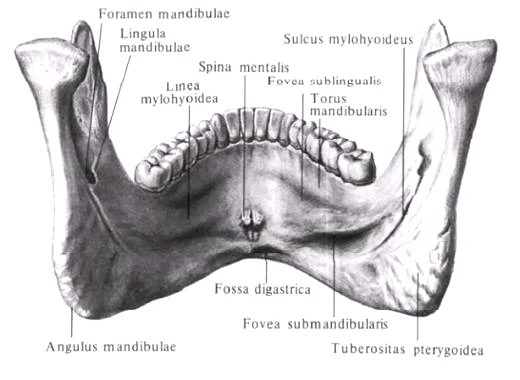 Foramen mandibulae
Lingula
mandibulae
Sulcus mylohyoideus
Spina mentalis
Fovea sublingualis
Linea
mylohyoidea
Torus
mandibularis
Fossa digastrica
Fovea submandibularis
Angulus mandibulae
Tuberositas pterygoidea